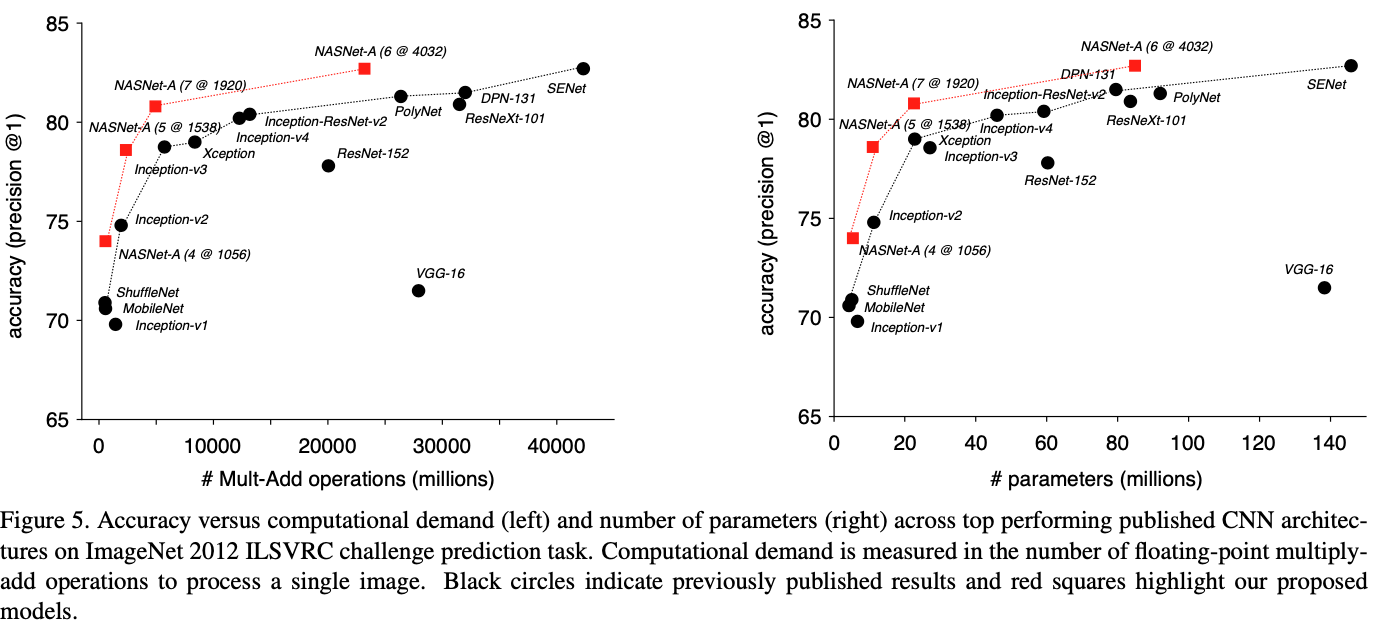 85
80
75
70
65
accuracy (precision @1)
0
10000
20000
30000
40000
# Mult-Add operations (millions)
NASNet-A (6 @ 4032)
NASNet-A (7 @ 1920)
SENet
DPN-131
PolyNet
ResNeXt-101
Inception-ResNet-v2
NASNet-A (5 @ 1538)
Inception-v4
Xception
ResNet-152
Inception-v3
Inception-v2
NASNet-A (4 @ 1056)
VGG-16
ShuffleNet
MobileNet
Inception-v1
85
80
75
70
65
accuracy (precision @1)
0
20
40
60
80
100
120
140
# parameters (millions)
NASNet-A (6 @ 4032)
DPN-131
NASNet-A (7 @ 1920)
SENet
Inception-ResNet-v2
PolyNet
ResNeXt-101
NASNet-A (5 @ 1538)
Inception-v4
Xception
Inception-v3
ResNet-152
Inception-v2
NASNet-A (4 @ 1056)
VGG-16
ShuffleNet
MobileNet
Inception-v1
Figure 5. Accuracy versus computational demand (left) and number of parameters (right) across top performing published CNN architec-
tures on ImageNet 2012 ILSVRC challenge prediction task. Computational demand is measured in the number of floating-point multiply-
add operations to process a single image. Black circles indicate previously published results and red squares highlight our proposed
models.